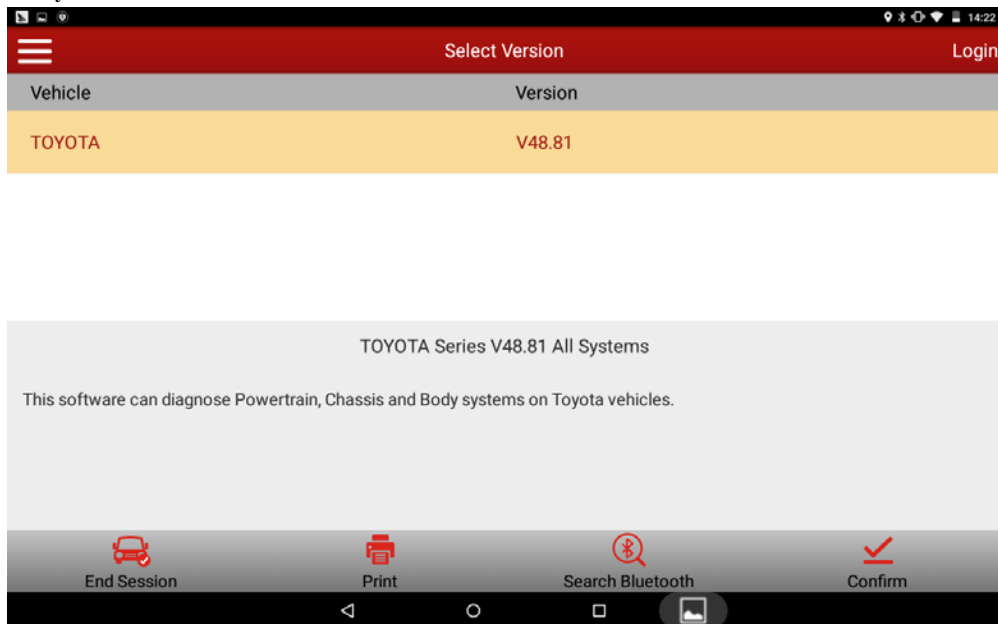 14:22
Select Version
Login
Vehicle Version
TOYOTA V48.81
TOYOTA Series V48.81 All Systems
This software can diagnose Powertrain, Chassis and Body systems on Toyota vehicles.
End Session Print Search Bluetooth Confirm